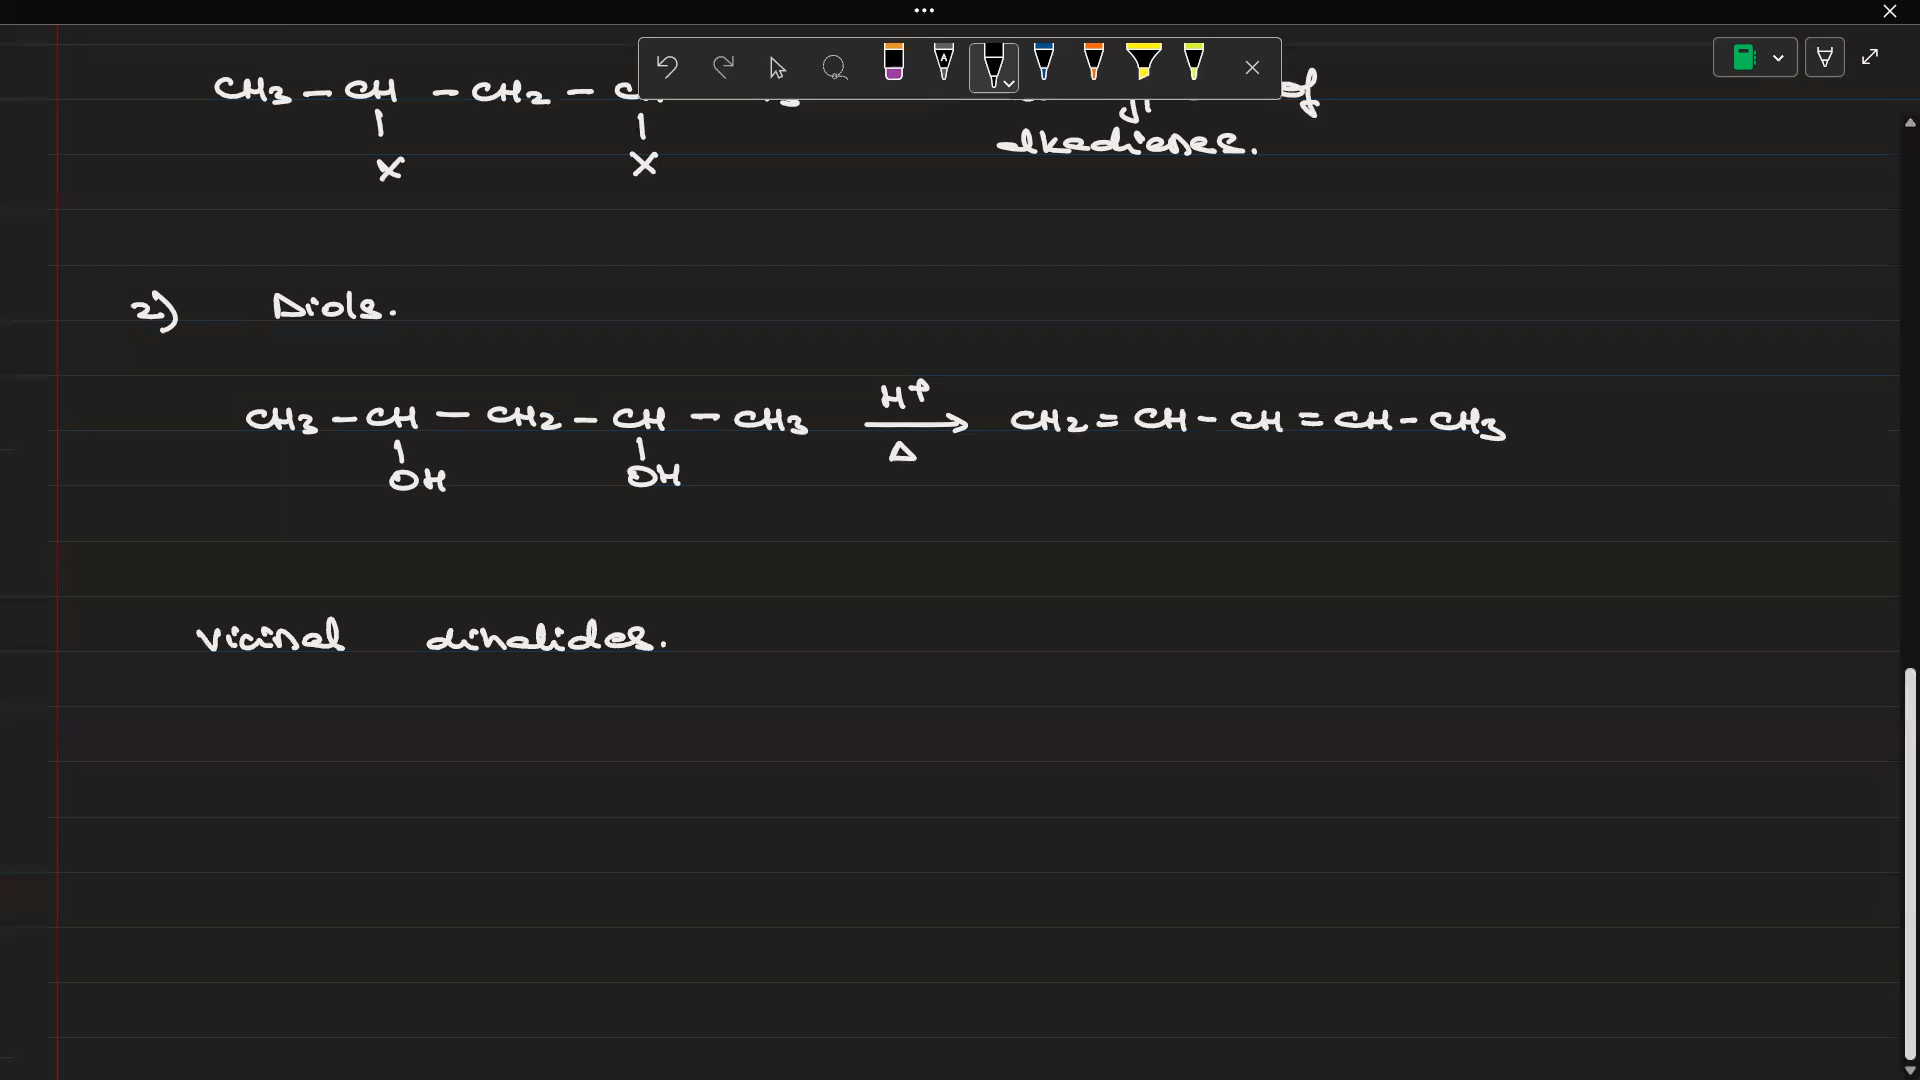 CH3 - CH - CH2 - of
X X alkadienes.
2) Diols.
CH3 - CH - CH2 - CH - CH3 H+ → Δ CH2 = CH - CH = CH - CH3
OH OH
vicinal dihalides.